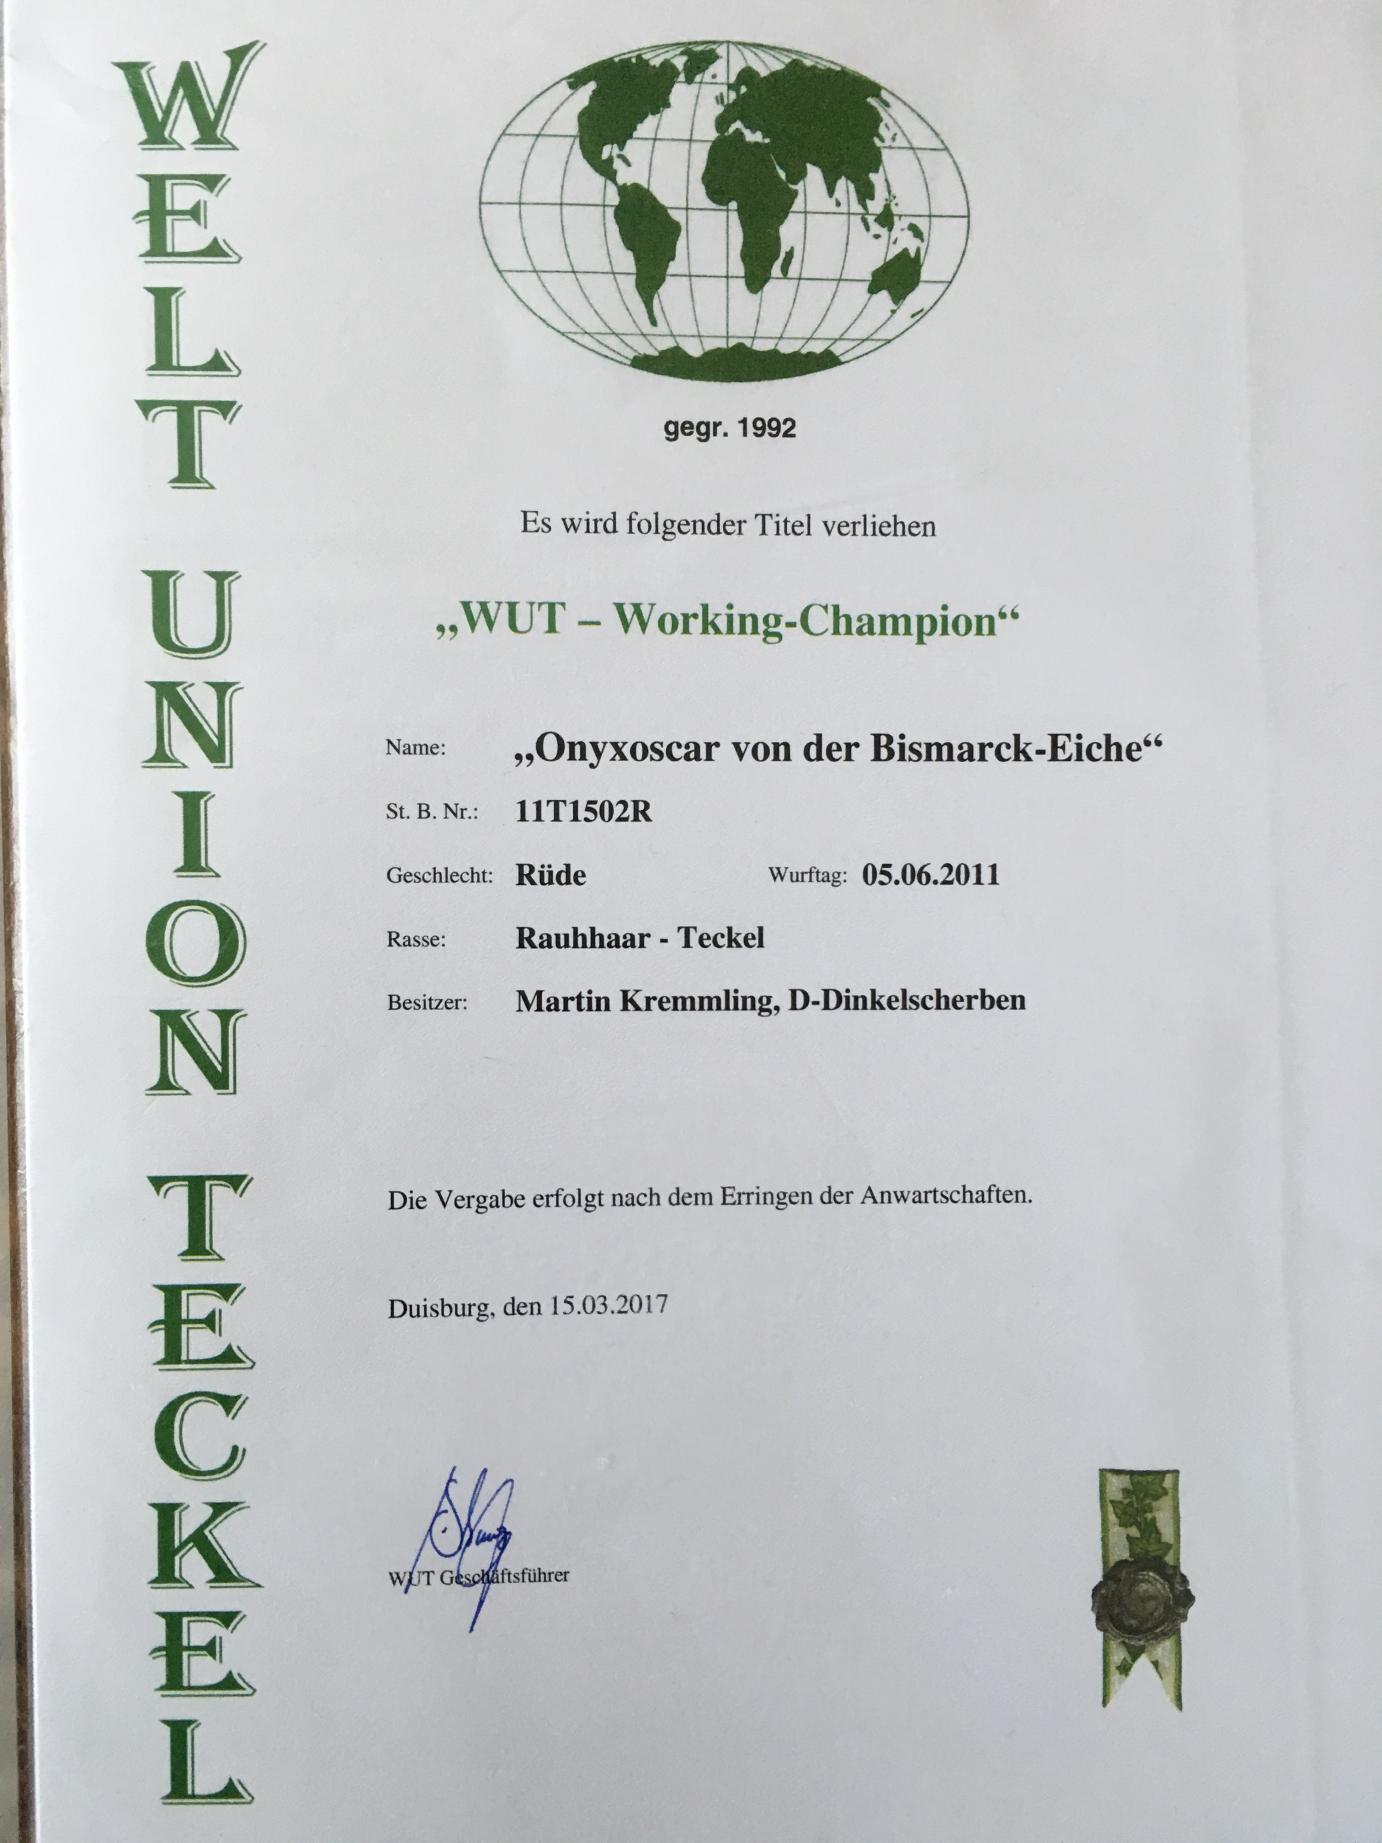 WELT UNION TECKEL
gegr. 1992
Es wird folgender Titel verliehen
„WUT – Working-Champion“
Name: „Onyxoscar von der Bismarck-Eiche“
St. B. Nr.: 11T1502R
Geschlecht: Rüde Wurftag: 05.06.2011
Rasse: Rauhhaar - Teckel
Besitzer: Martin Kremmling, D-Dinkelscherben
Die Vergabe erfolgt nach dem Erringen der Anwartschaften.
Duisburg, den 15.03.2017
WUT Geschäftsführer